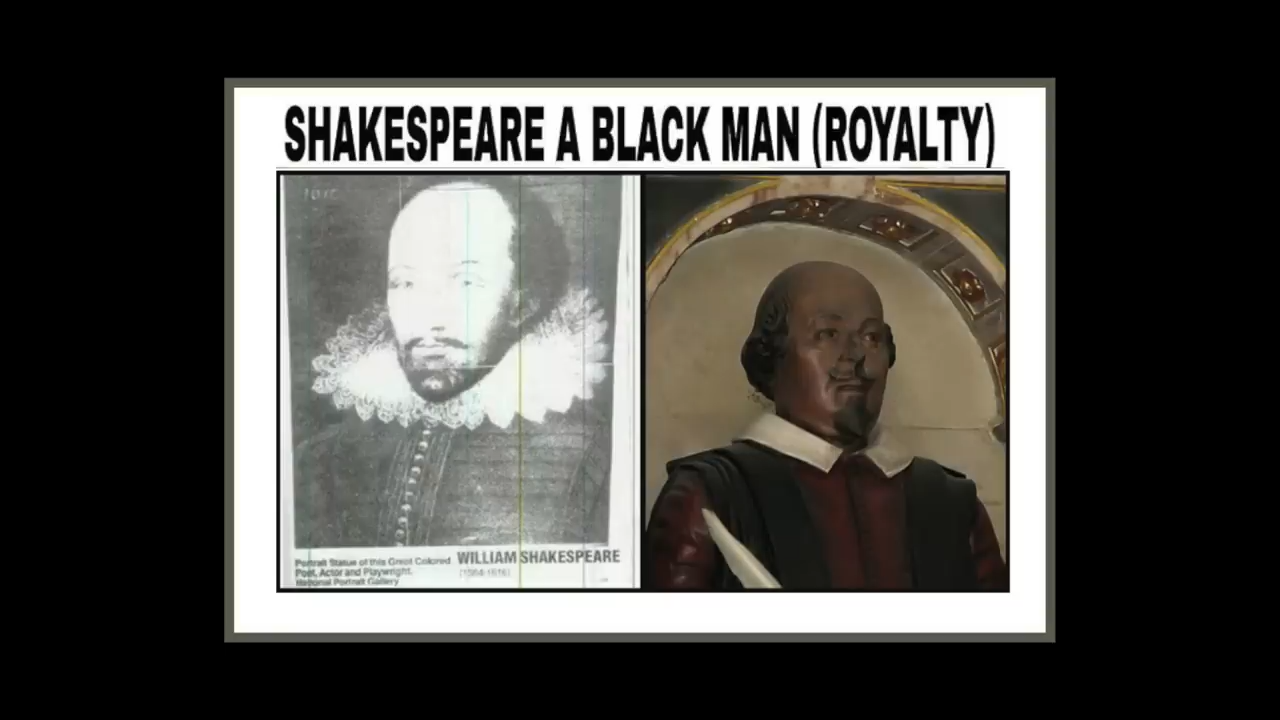 SHAKESPEARE A BLACK MAN (ROYALTY)
Portrait Statue of this Great Colored
Poet, Actor and Playwright.
National Portrait Gallery
WILLIAM SHAKESPEARE
(1564-1616)